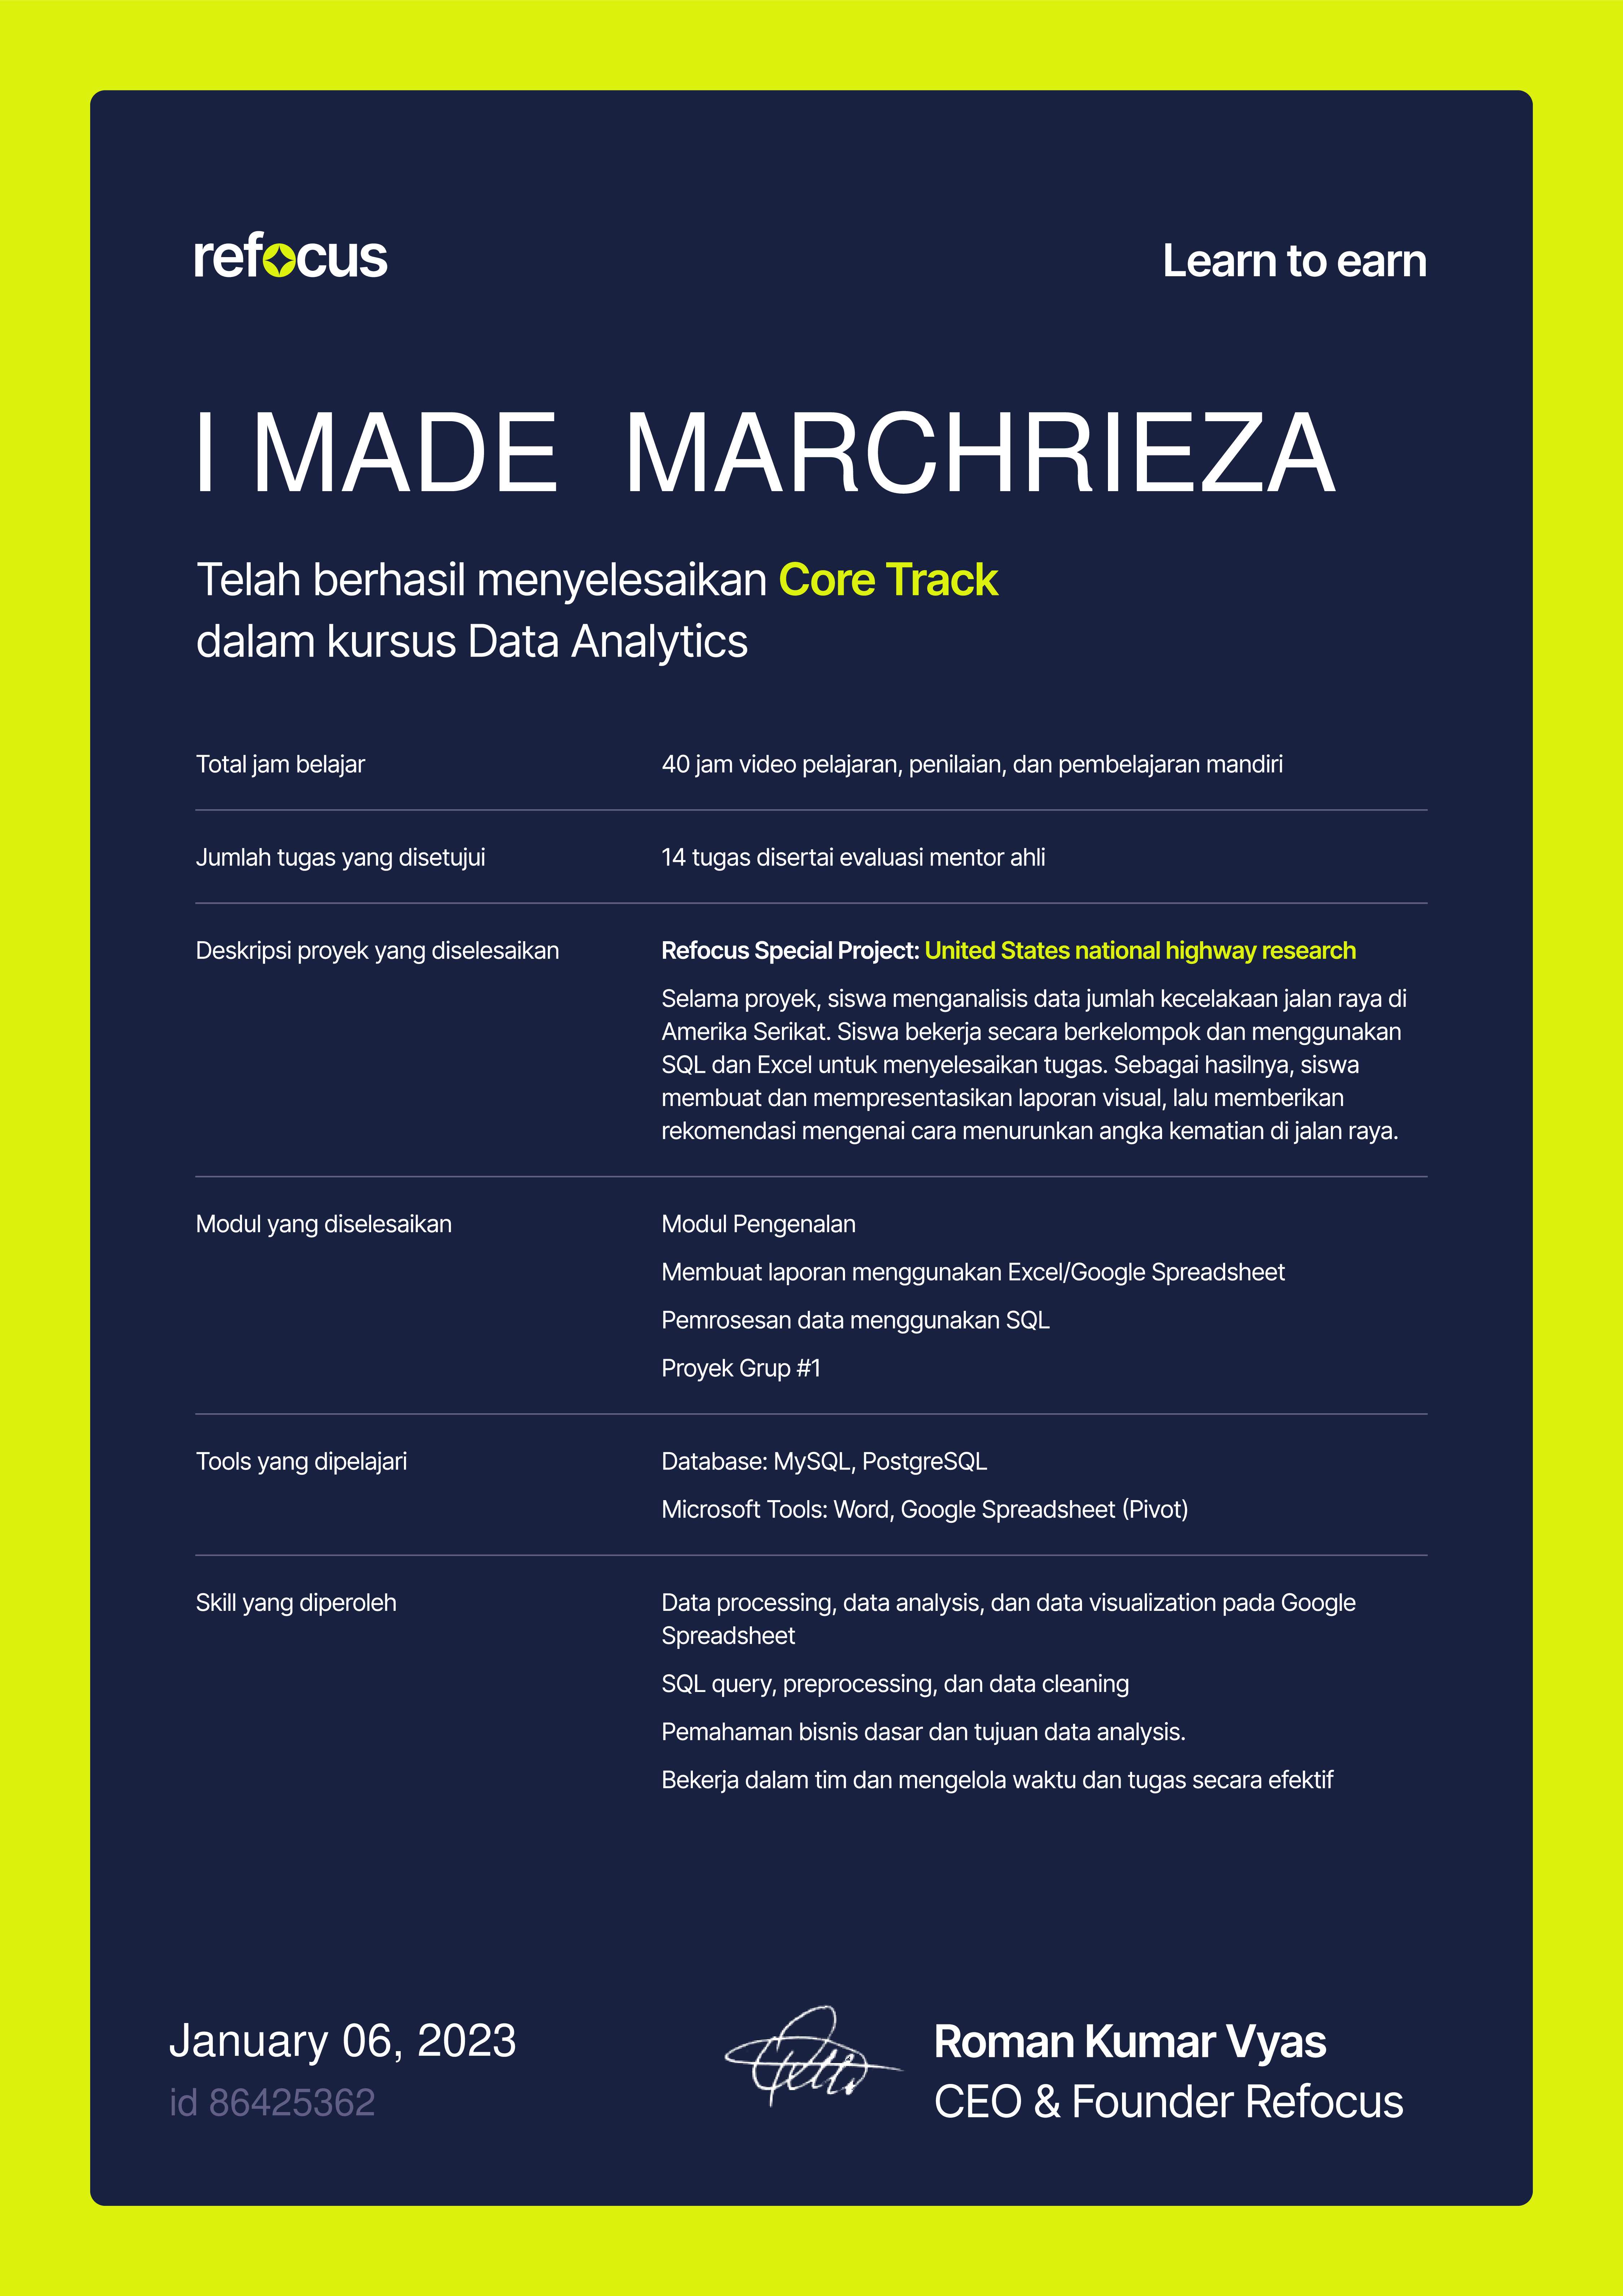 refocus
Learn to earn
I MADE  MARCHRIEZA
Telah berhasil menyelesaikan Core Track
dalam kursus Data Analytics
Total jam belajar
40 jam video pelajaran, penilaian, dan pembelajaran mandiri
Jumlah tugas yang disetujui
14 tugas disertai evaluasi mentor ahli
Deskripsi proyek yang diselesaikan
Refocus Special Project: United States national highway research
Selama proyek, siswa menganalisis data jumlah kecelakaan jalan raya di
Amerika Serikat. Siswa bekerja secara berkelompok dan menggunakan
SQL dan Excel untuk menyelesaikan tugas. Sebagai hasilnya, siswa
membuat dan mempresentasikan laporan visual, lalu memberikan
rekomendasi mengenai cara menurunkan angka kematian di jalan raya.
Modul yang diselesaikan
Modul Pengenalan
Membuat laporan menggunakan Excel/Google Spreadsheet
Pemrosesan data menggunakan SQL
Proyek Grup #1
Tools yang dipelajari
Database: MySQL, PostgreSQL
Microsoft Tools: Word, Google Spreadsheet (Pivot)
Skill yang diperoleh
Data processing, data analysis, dan data visualization pada Google
Spreadsheet
SQL query, preprocessing, dan data cleaning
Pemahaman bisnis dasar dan tujuan data analysis.
Bekerja dalam tim dan mengelola waktu dan tugas secara efektif
January 06, 2023
id 86425362
Roman Kumar Vyas
CEO & Founder Refocus